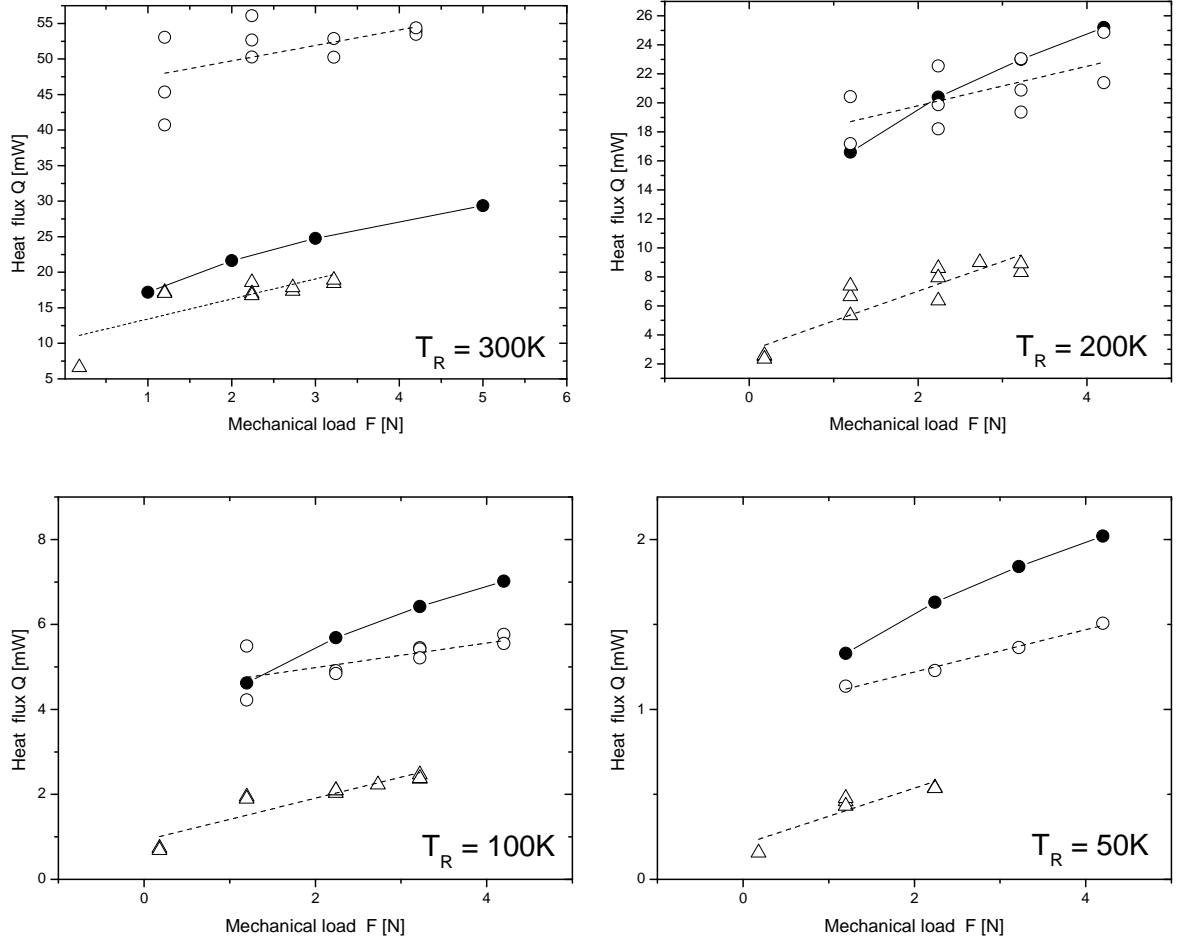 55
50
45
40
35
30
25
20
15
10
5
Heat flux Q [mW]
T_R = 300K
1 2 3 4 5 6
Mechanical load F [N]
26
24
22
20
18
16
14
12
10
8
6
4
2
Heat flux Q [mW]
T_R = 200K
0 2 4
Mechanical load F [N]
8
6
4
2
0
Heat flux Q [mW]
T_R = 100K
0 2 4
Mechanical load F [N]
2
1
0
Heat flux Q [mW]
T_R = 50K
0 2 4
Mechanical load F [N]